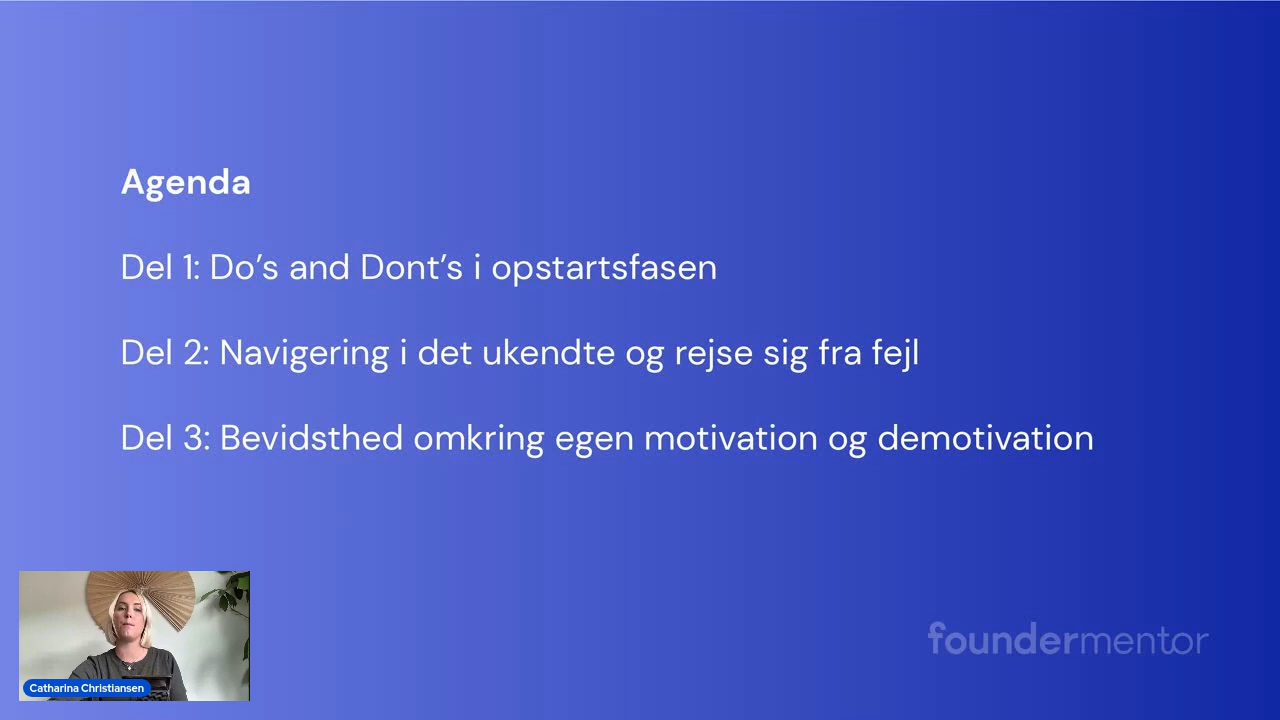 Agenda
Del 1: Do’s and Dont’s i opstartsfasen
Del 2: Navigering i det ukendte og rejse sig fra fejl
Del 3: Bevidsthed omkring egen motivation og demotivation
foundermentor
Catharina Christiansen